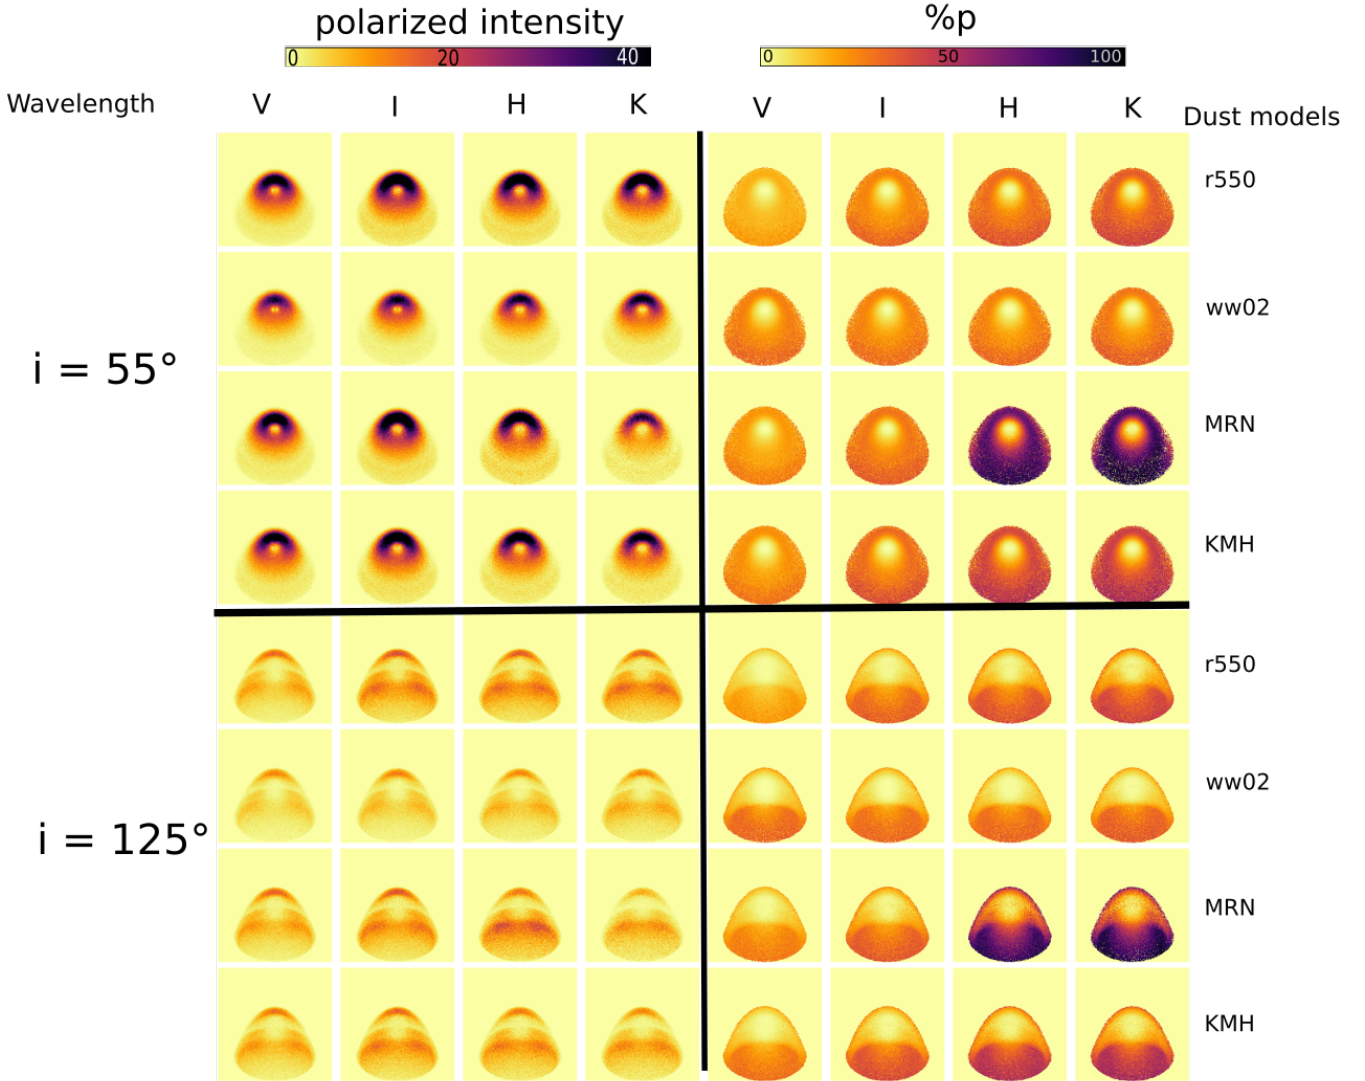 polarized intensity %p
0 20 40 0 50 100
Wavelength V I H K V I H K Dust models
r550
ww02
i = 55°
MRN
KMH
r550
ww02
i = 125°
MRN
KMH